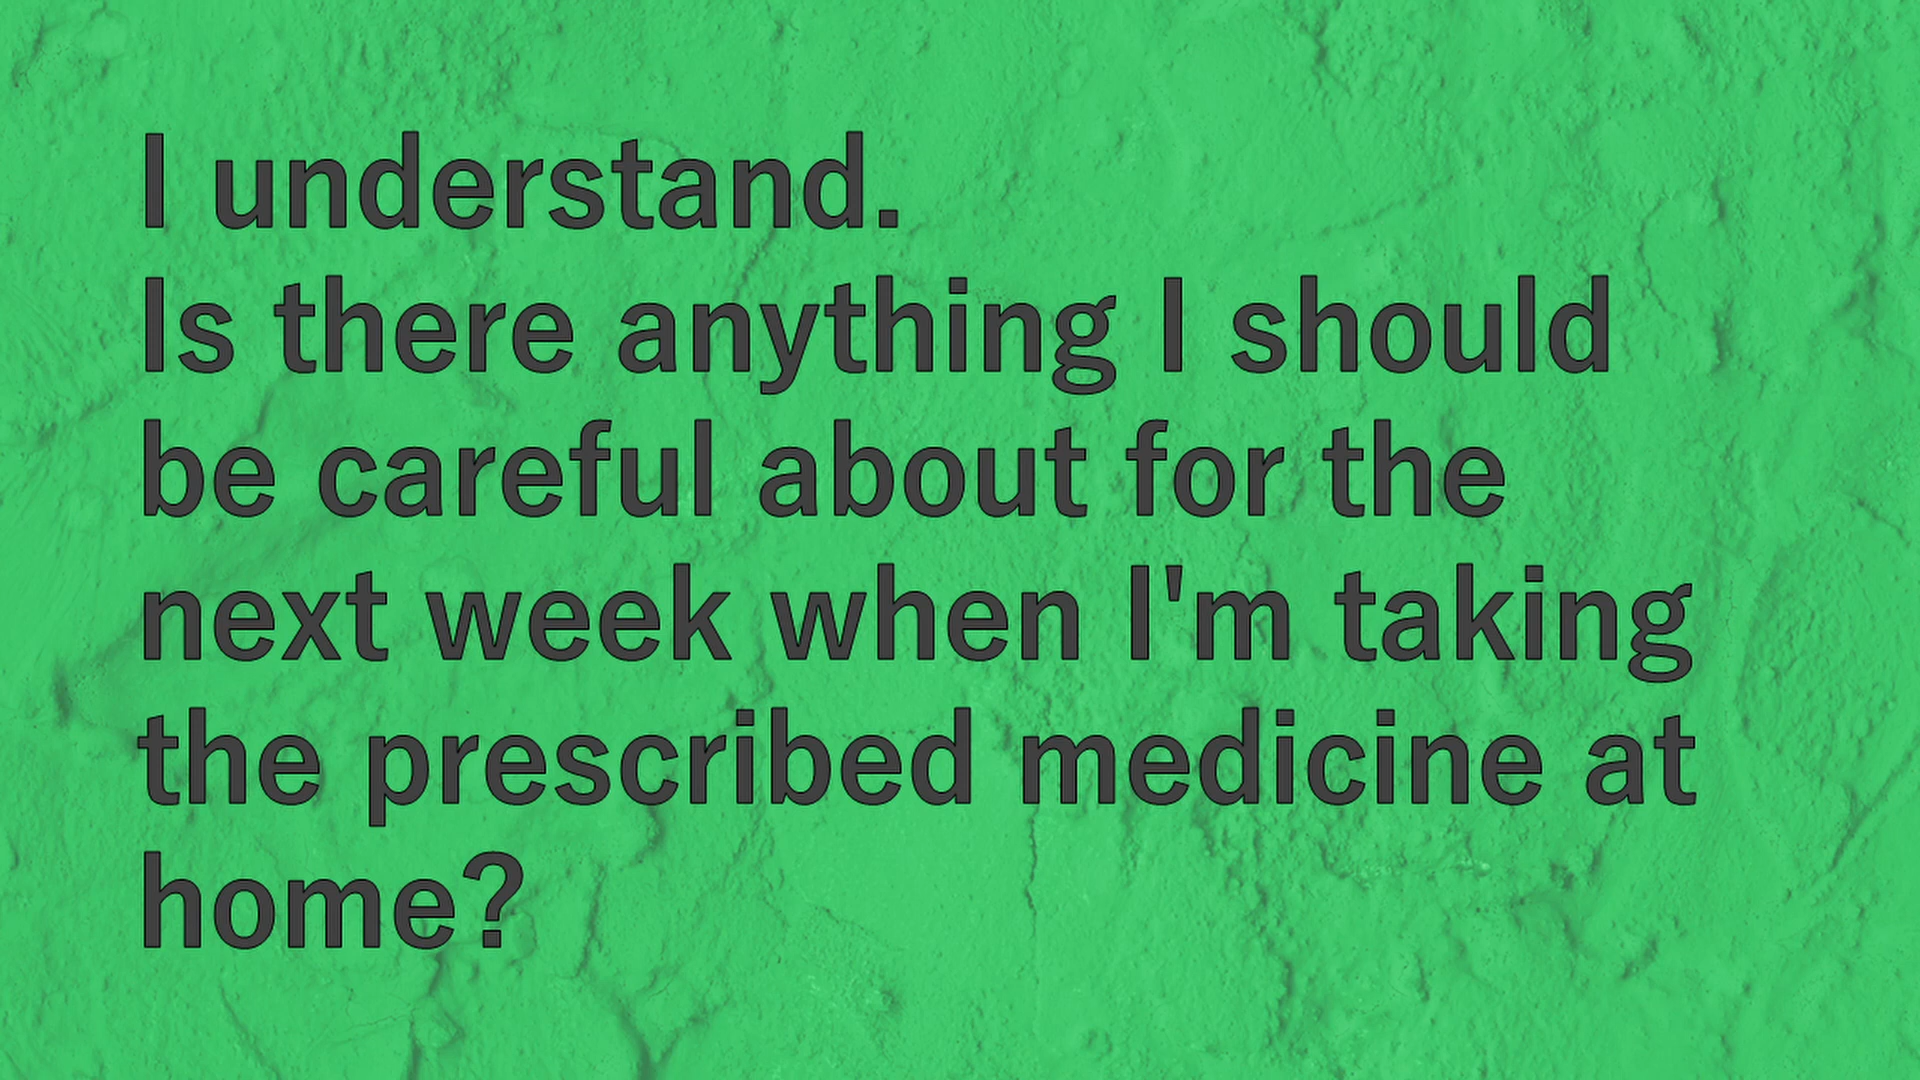 I understand.
Is there anything I should
be careful about for the
next week when I'm taking
the prescribed medicine at
home?